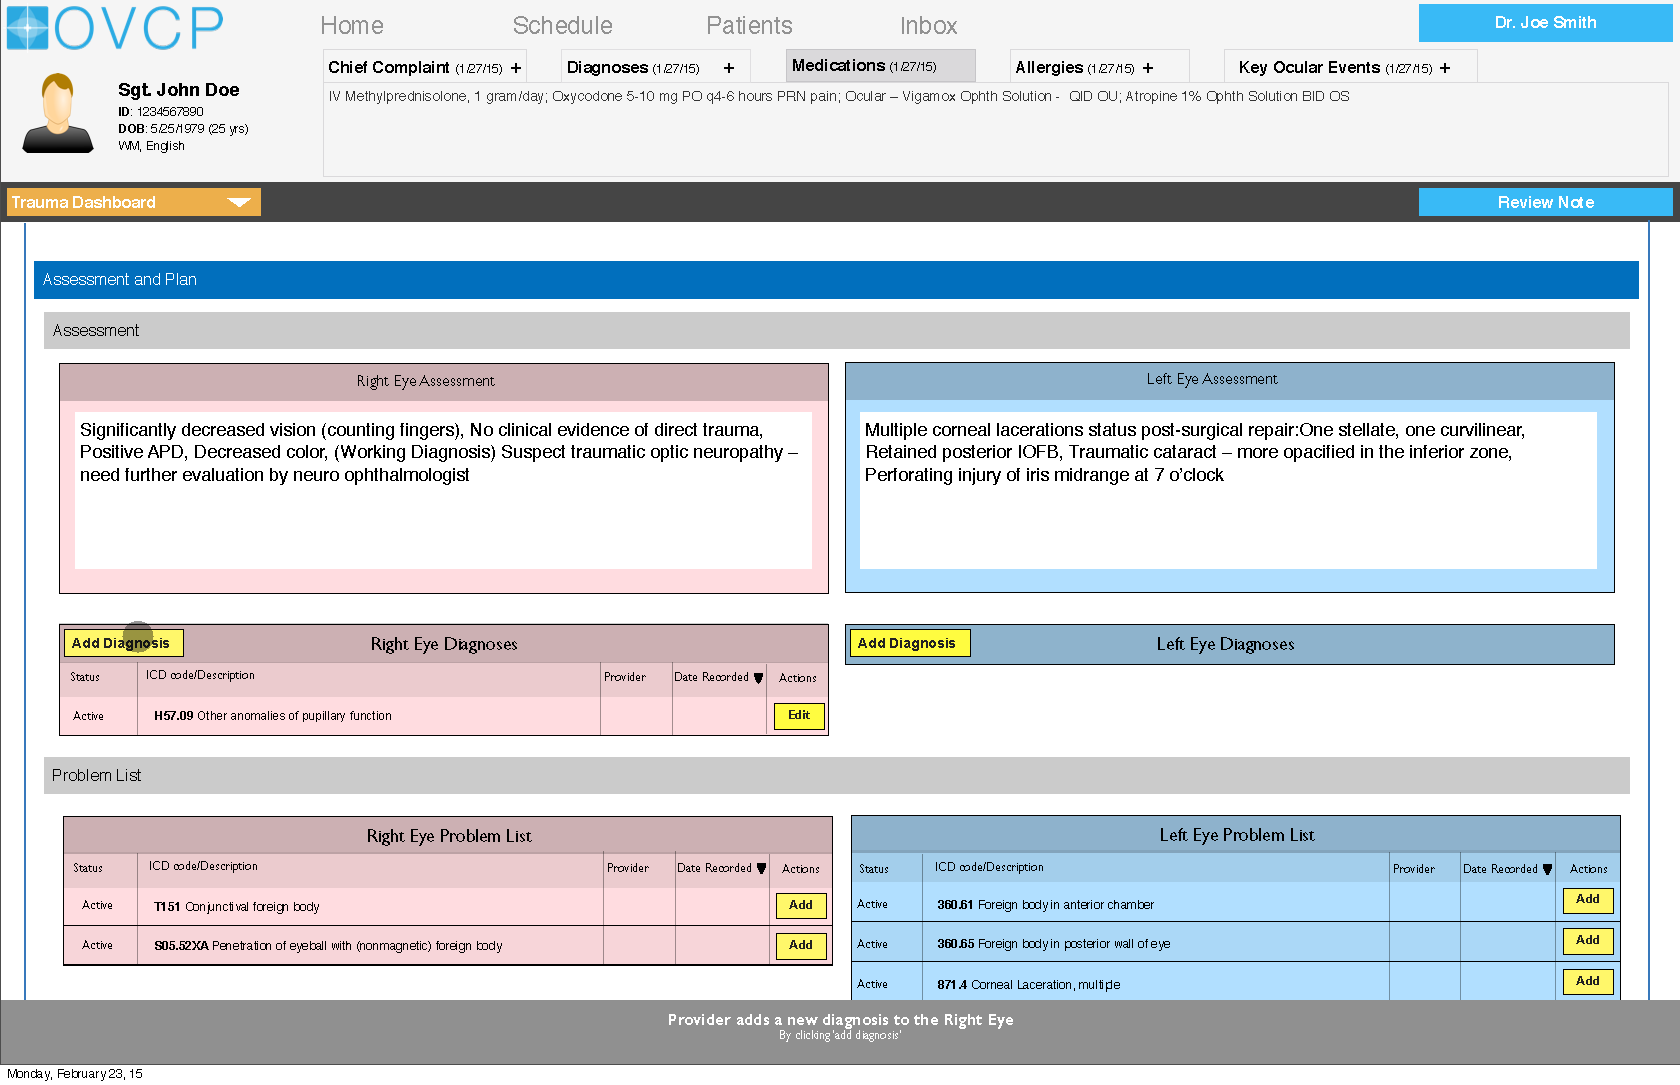 OVCP
Home Schedule Patients Inbox
Dr. Joe Smith
Chief Complaint (1/27/15) + Diagnoses (1/27/15) + Medications (1/27/15) Allergies (1/27/15) + Key Ocular Events (1/27/15) +
Sgt. John Doe
ID: 1234567890
DOB: 5/25/1979 (25 yrs)
WM, English
IV Methylprednisolone, 1 gram/day; Oxycodone 5-10 mg PO q4-6 hours PRN pain; Ocular – Vigamox Ophth Solution - QID OU; Atropine 1% Ophth Solution BID OS
Trauma Dashboard
Review Note
Assessment and Plan
Assessment
Right Eye Assessment
Significantly decreased vision (counting fingers), No clinical evidence of direct trauma,
Positive APD, Decreased color, (Working Diagnosis) Suspect traumatic optic neuropathy –
need further evaluation by neuro ophthalmologist
Left Eye Assessment
Multiple corneal lacerations status post-surgical repair:One stellate, one curvilinear,
Retained posterior IOFB, Traumatic cataract – more opacified in the inferior zone,
Perforating injury of iris midrange at 7 o’clock
Add Diagnosis Right Eye Diagnoses
Status ICD code/Description Provider Date Recorded ▼ Actions
Active H57.09 Other anomalies of pupillary function Edit
Add Diagnosis Left Eye Diagnoses
Problem List
Right Eye Problem List
Status ICD code/Description Provider Date Recorded ▼ Actions
Active T151 Conjunctival foreign body Add
Active S05.52XA Penetration of eyeball with (nonmagnetic) foreign body Add
Left Eye Problem List
Status ICD code/Description Provider Date Recorded ▼ Actions
Active 360.61 Foreign body in anterior chamber Add
Active 360.65 Foreign body in posterior wall of eye Add
Active 871.4 Corneal Laceration, multiple Add
Provider adds a new diagnosis to the Right Eye
By clicking 'add diagnosis'
Monday, February 23, 15